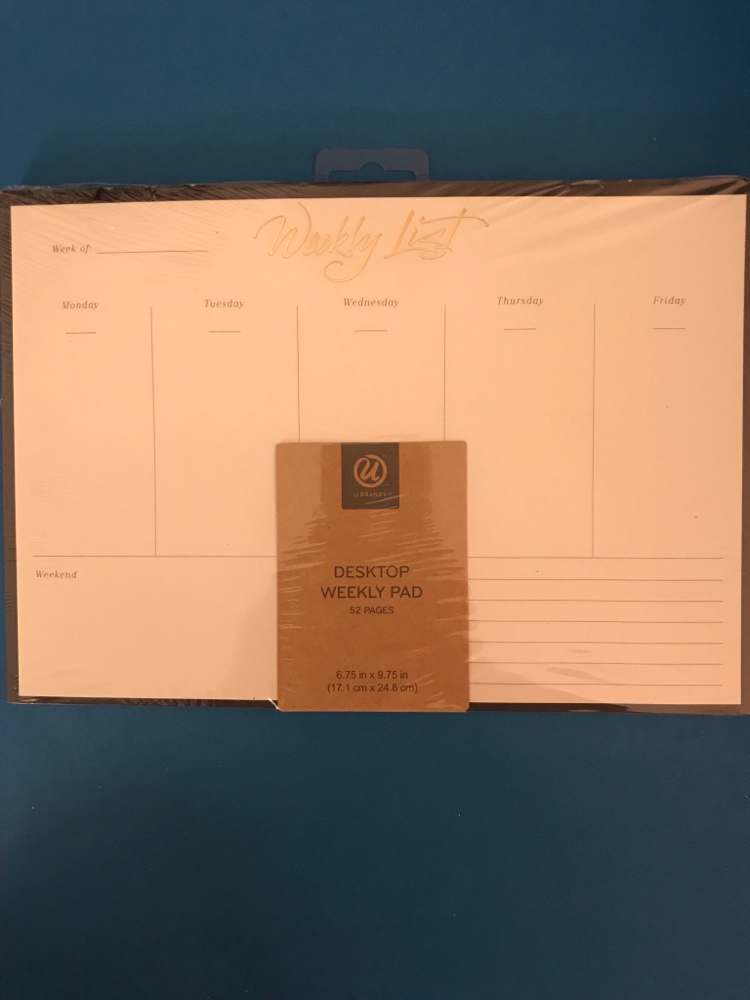 Weekly List
Week of
Monday
Tuesday
Wednesday
Thursday
Friday
Weekend
U BRANDS
DESKTOP
WEEKLY PAD
52 PAGES
6.75 in x 9.75 in
(17.1 cm x 24.8 cm)